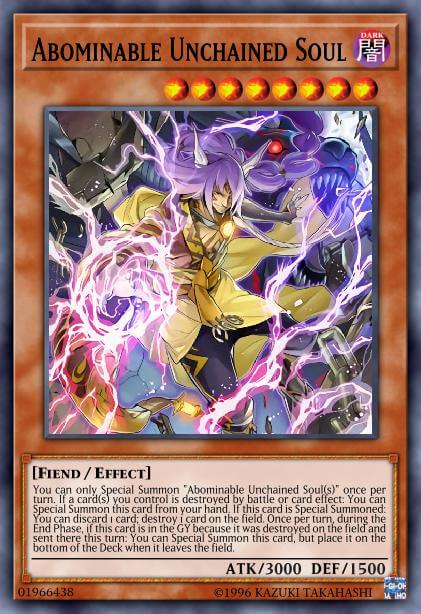 ABOMINABLE UNCHAINED SOUL
DARK
闇
[FIEND / EFFECT]
You can only Special Summon "Abominable Unchained Soul(s)" once per
turn. If a card(s) you control is destroyed by battle or card effect: You can
Special Summon this card from your hand. If this card is Special Summoned:
You can discard 1 card; destroy 1 card on the field. Once per turn, during the
End Phase, if this card is in the GY because it was destroyed on the field and
sent there this turn: You can Special Summon this card, but place it on the
bottom of the Deck when it leaves the field.
ATK/3000 DEF/1500
01966438
©1996 KAZUKI TAKAHASHI